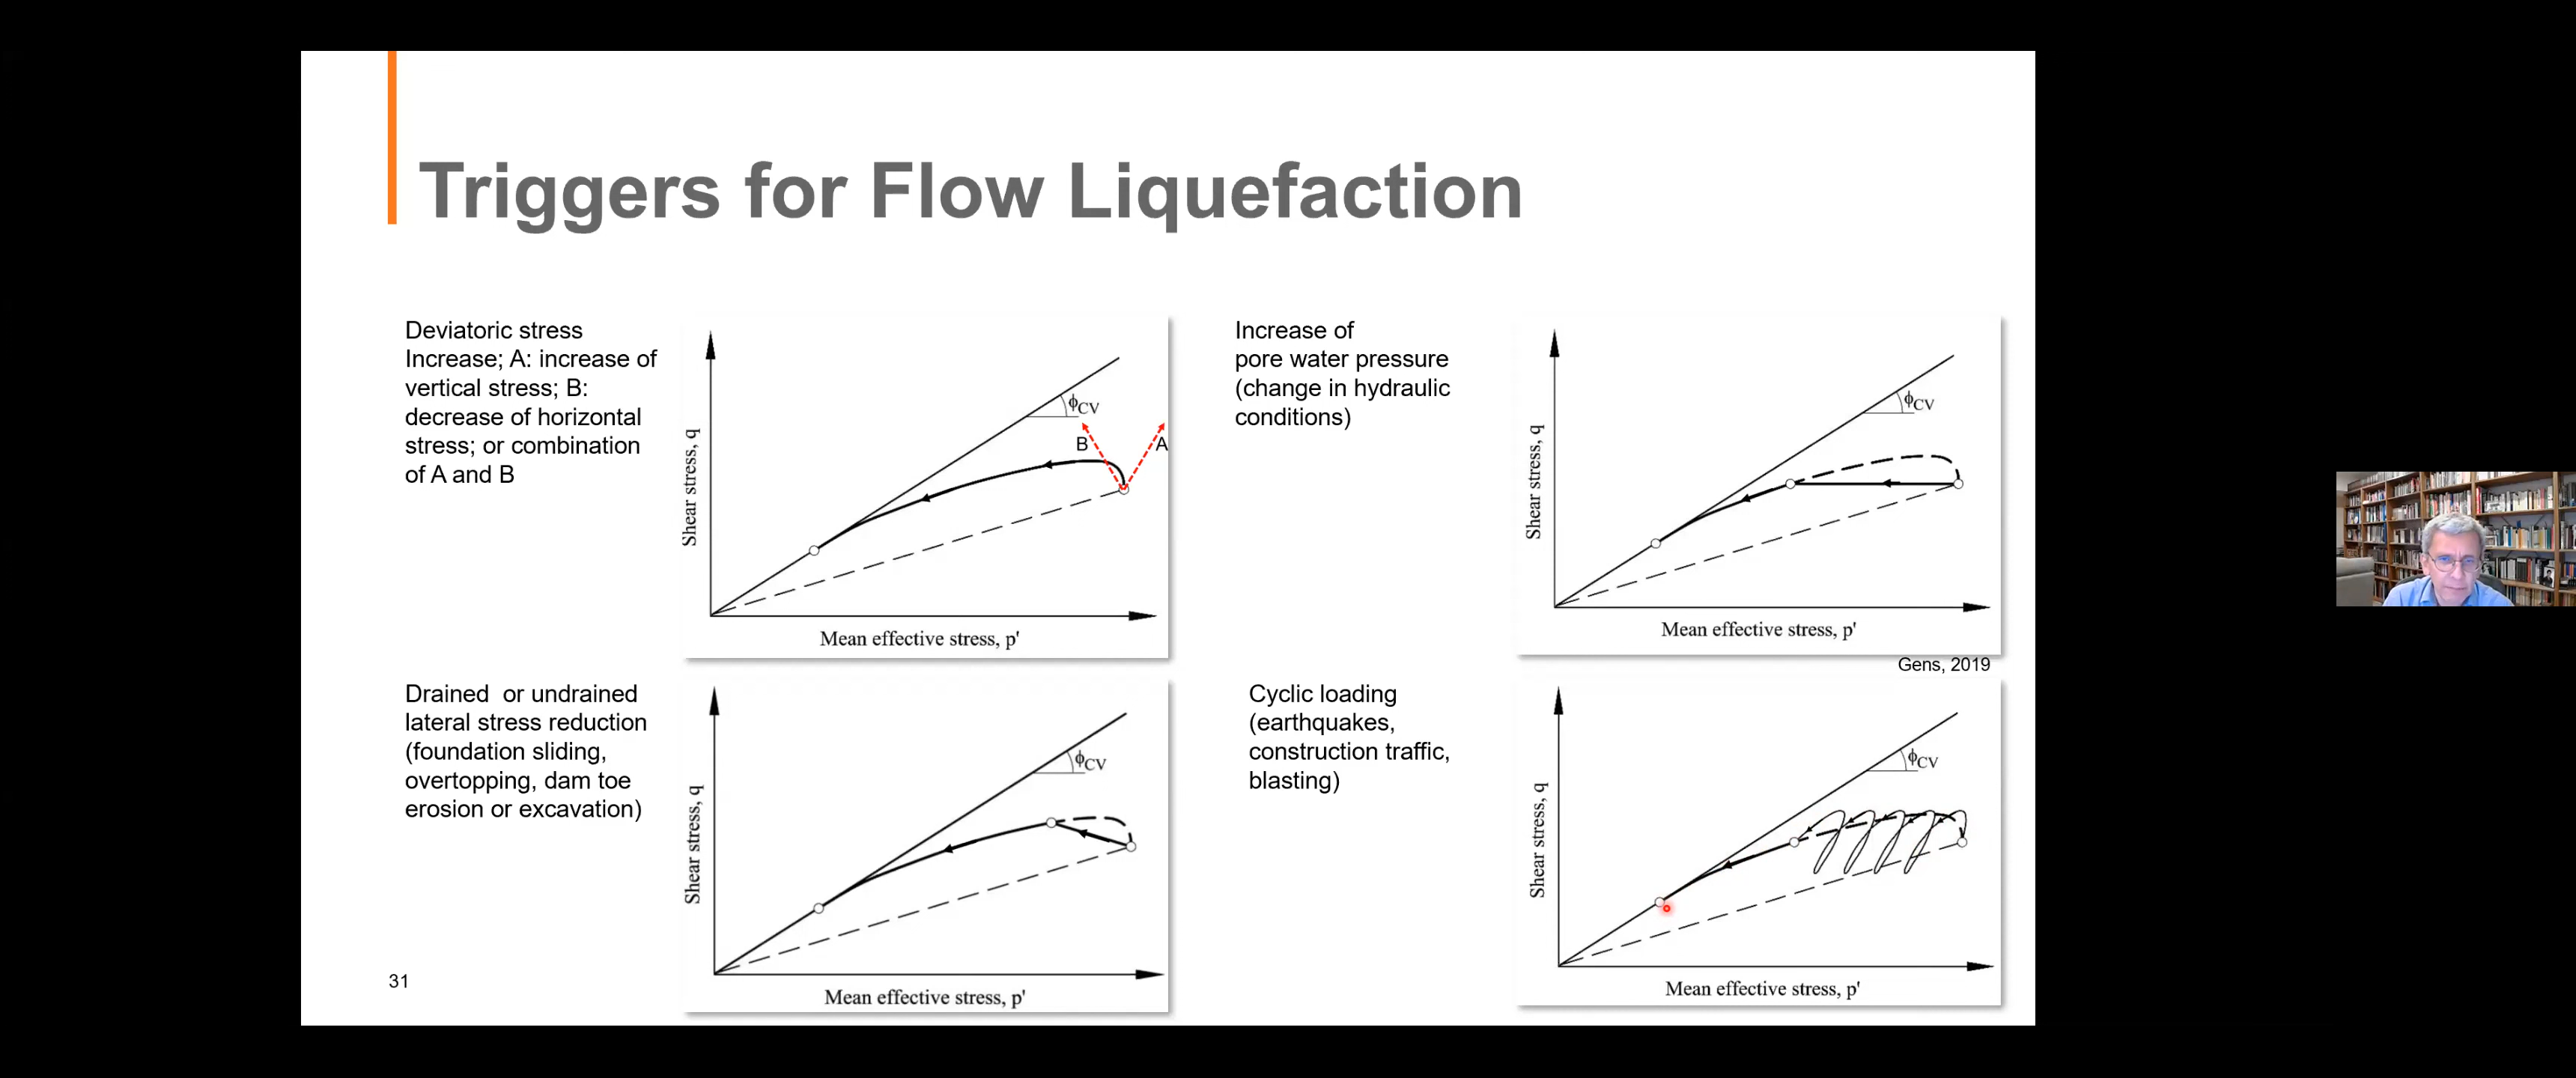 Triggers for Flow Liquefaction
Deviatoric stress
Increase; A: increase of
vertical stress; B:
decrease of horizontal
stress; or combination
of A and B
Shear stress, q
ϕCV
B
A
Mean effective stress, p'
Increase of
pore water pressure
(change in hydraulic
conditions)
Shear stress, q
ϕCV
Mean effective stress, p'
Gens, 2019
Drained  or undrained
lateral stress reduction
(foundation sliding,
overtopping, dam toe
erosion or excavation)
Shear stress, q
ϕCV
Mean effective stress, p'
Cyclic loading
(earthquakes,
construction traffic,
blasting)
Shear stress, q
ϕCV
Mean effective stress, p'
31